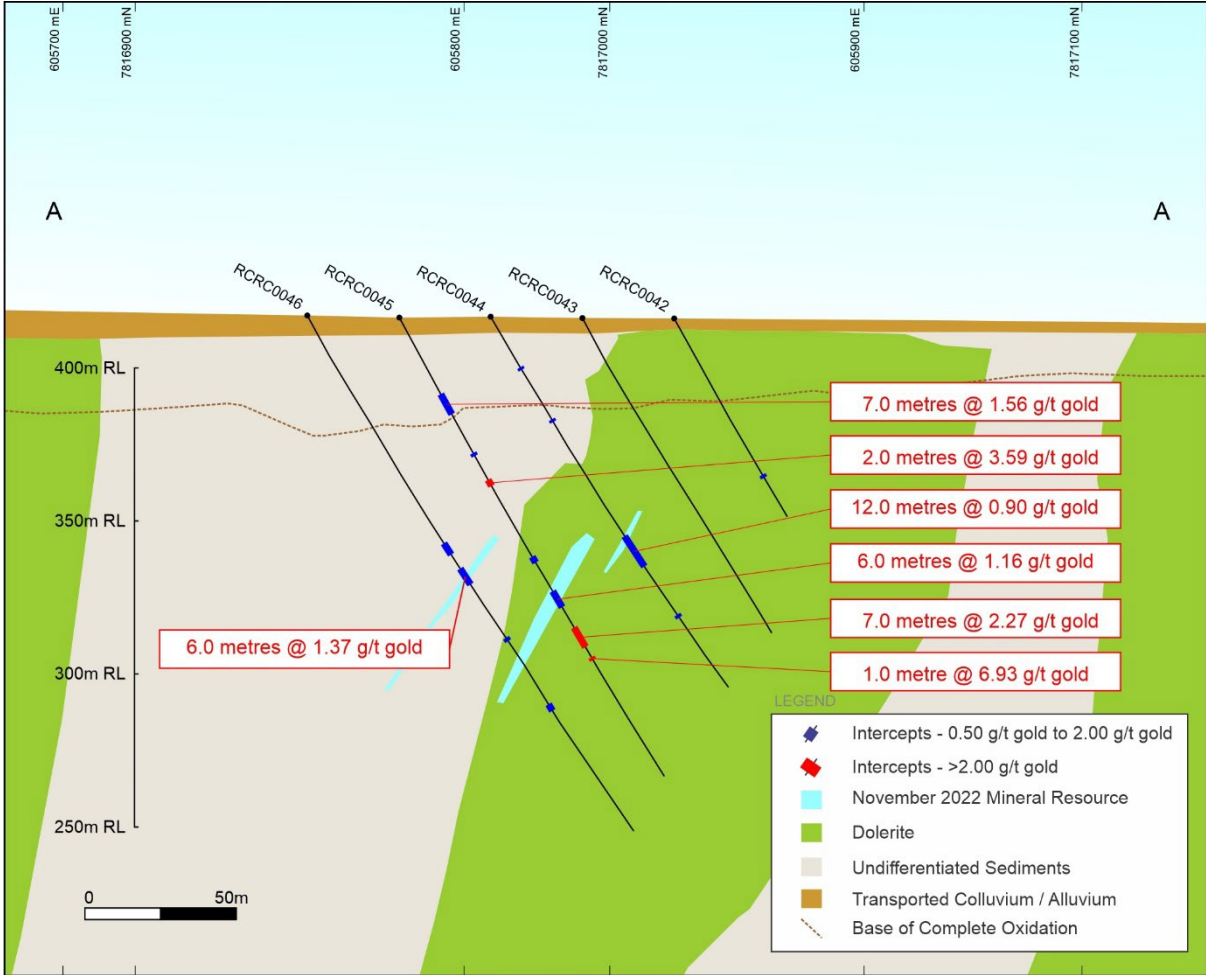 605700 mE
7816900 mN
605800 mE
7817000 mN
605900 mE
7817100 mN
A
A
RCRC0046
RCRC0045
RCRC0044
RCRC0043
RCRC0042
400m RL
350m RL
300m RL
250m RL
7.0 metres @ 1.56 g/t gold
2.0 metres @ 3.59 g/t gold
12.0 metres @ 0.90 g/t gold
6.0 metres @ 1.16 g/t gold
7.0 metres @ 2.27 g/t gold
1.0 metre @ 6.93 g/t gold
6.0 metres @ 1.37 g/t gold
0 50m
LEGEND
Intercepts - 0.50 g/t gold to 2.00 g/t gold
Intercepts - >2.00 g/t gold
November 2022 Mineral Resource
Dolerite
Undifferentiated Sediments
Transported Colluvium / Alluvium
Base of Complete Oxidation